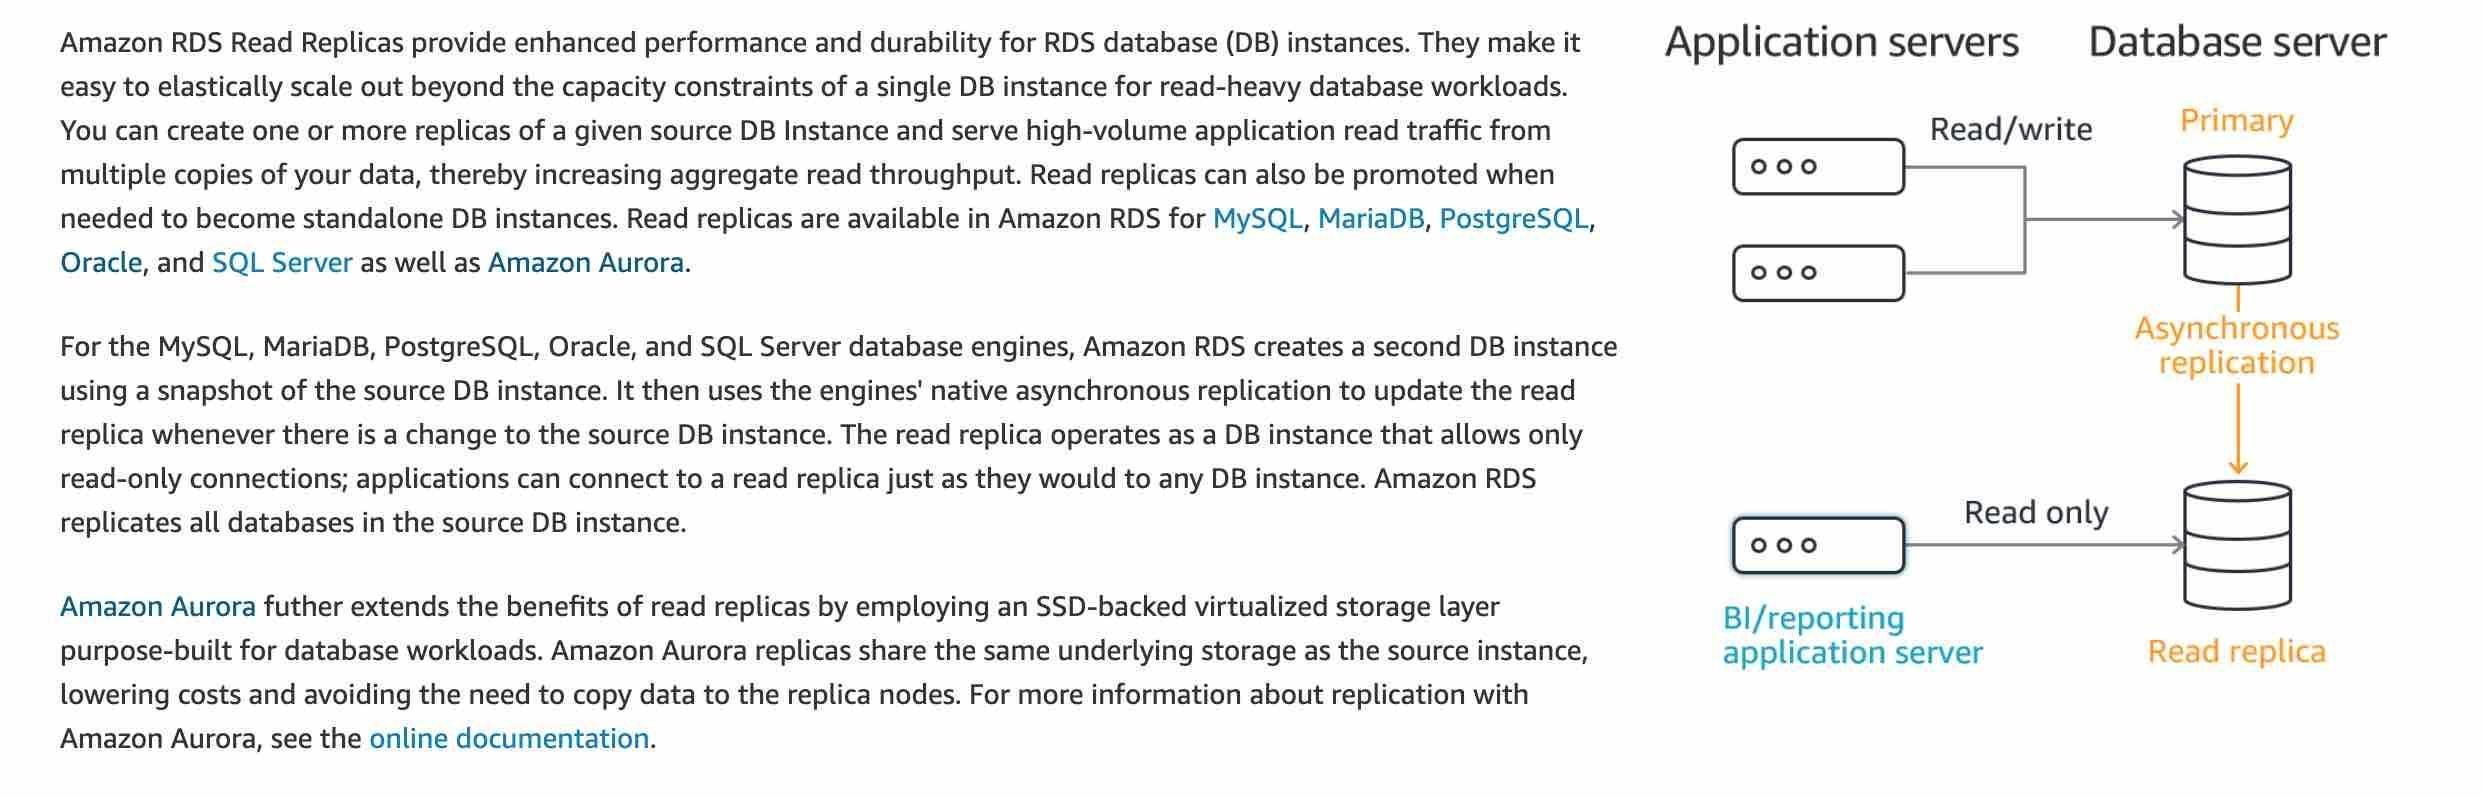 Amazon RDS Read Replicas provide enhanced performance and durability for RDS database (DB) instances. They make it
easy to elastically scale out beyond the capacity constraints of a single DB instance for read-heavy database workloads.
You can create one or more replicas of a given source DB Instance and serve high-volume application read traffic from
multiple copies of your data, thereby increasing aggregate read throughput. Read replicas can also be promoted when
needed to become standalone DB instances. Read replicas are available in Amazon RDS for MySQL, MariaDB, PostgreSQL,
Oracle, and SQL Server as well as Amazon Aurora.
For the MySQL, MariaDB, PostgreSQL, Oracle, and SQL Server database engines, Amazon RDS creates a second DB instance
using a snapshot of the source DB instance. It then uses the engines' native asynchronous replication to update the read
replica whenever there is a change to the source DB instance. The read replica operates as a DB instance that allows only
read-only connections; applications can connect to a read replica just as they would to any DB instance. Amazon RDS
replicates all databases in the source DB instance.
Amazon Aurora futher extends the benefits of read replicas by employing an SSD-backed virtualized storage layer
purpose-built for database workloads. Amazon Aurora replicas share the same underlying storage as the source instance,
lowering costs and avoiding the need to copy data to the replica nodes. For more information about replication with
Amazon Aurora, see the online documentation.
Application servers
Database server
Read/write
Primary
Asynchronous
replication
Read only
BI/reporting
application server
Read replica